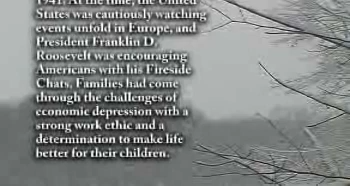 1941. At the time, the United
States was cautiously watching
events unfold in Europe, and
President Franklin D.
Roosevelt was encouraging
Americans with his Fireside
Chats. Families had come
through the challenges of
economic depression with a
strong work ethic and a
determination to make life
better for their children.